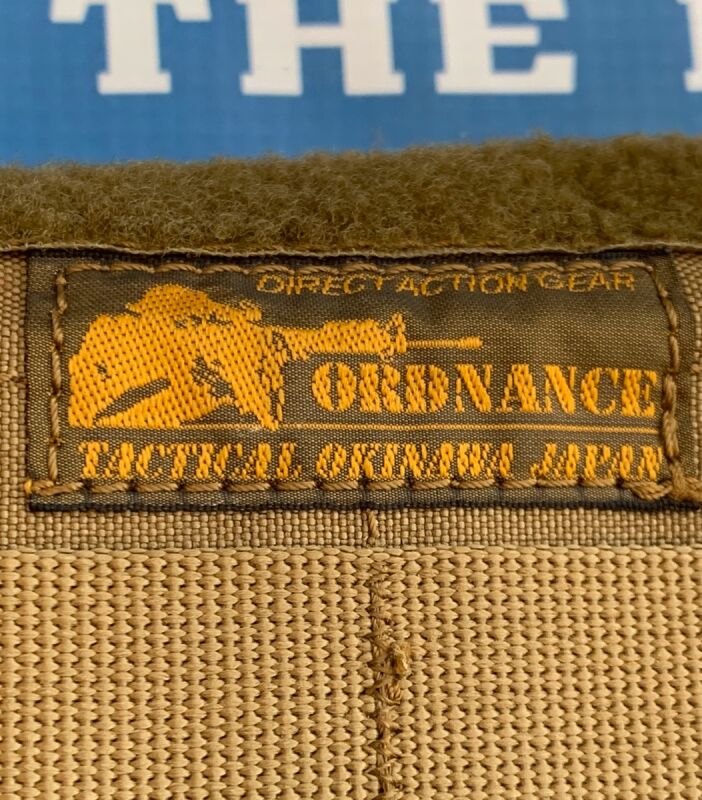 THE
DIRECT ACTION GEAR
ORDNANCE
TACTICAL OKINAWA JAPAN